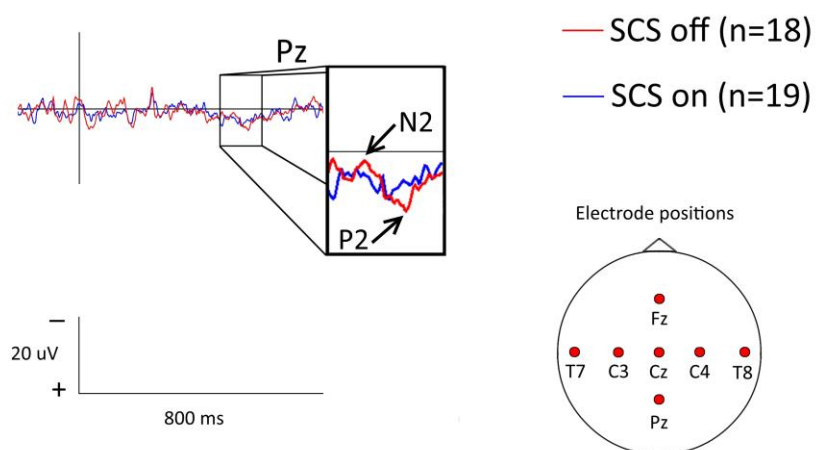 Pz
N2
P2
SCS off (n=18)
SCS on (n=19)
−
20 uV
+
800 ms
Electrode positions
Fz
T7 C3 Cz C4 T8
Pz